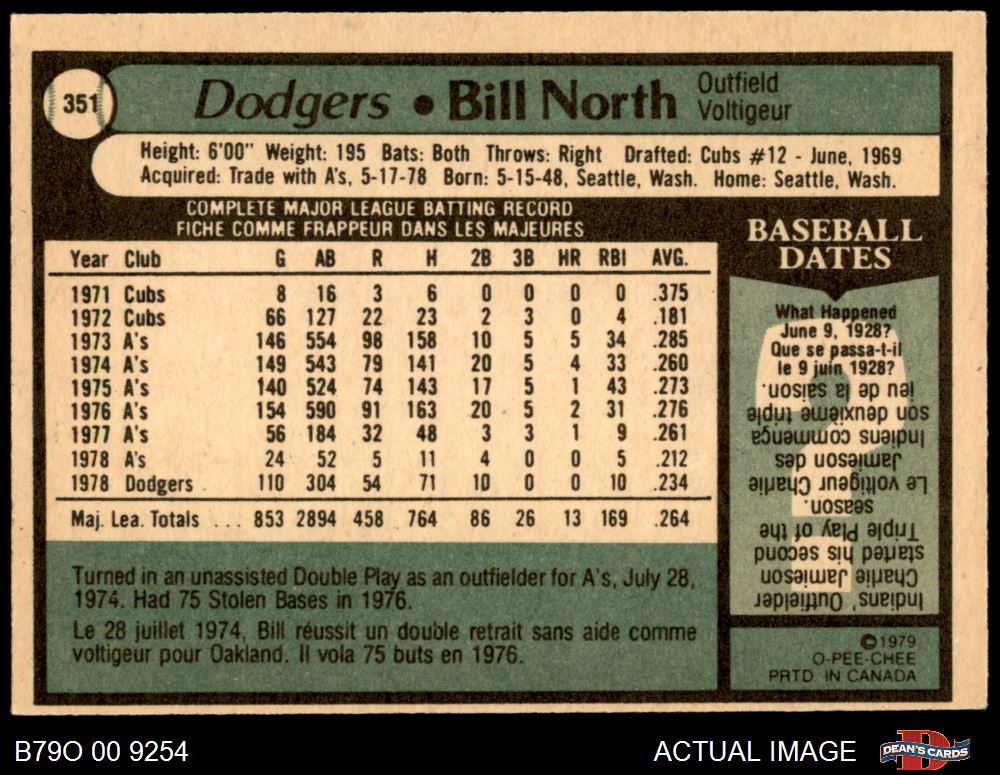 351
Dodgers • Bill North Outfield
Voltigeur
Height: 6'00" Weight: 195 Bats: Both Throws: Right Drafted: Cubs #12 - June, 1969
Acquired: Trade with A's, 5-17-78 Born: 5-15-48, Seattle, Wash. Home: Seattle, Wash.
COMPLETE MAJOR LEAGUE BATTING RECORD
FICHE COMME FRAPPEUR DANS LES MAJEURES
Year Club G AB R H 2B 3B HR RBI AVG.
1971 Cubs 8 16 3 6 0 0 0 0 .375
1972 Cubs 66 127 22 23 2 3 0 4 .181
1973 A's 146 554 98 158 10 5 5 34 .285
1974 A's 149 543 79 141 20 5 4 33 .260
1975 A's 140 524 74 143 17 5 1 43 .273
1976 A's 154 590 91 163 20 5 2 31 .276
1977 A's 56 184 32 48 3 3 1 9 .261
1978 A's 24 52 5 11 4 0 0 5 .212
1978 Dodgers 110 304 54 71 10 0 0 10 .234
Maj. Lea. Totals ... 853 2894 458 764 86 26 13 169 .264
Turned in an unassisted Double Play as an outfielder for A's, July 28,
1974. Had 75 Stolen Bases in 1976.
Le 28 juillet 1974, Bill réussit un double retrait sans aide comme
voltigeur pour Oakland. Il vola 75 buts en 1976.
BASEBALL
DATES
What Happened
June 9, 1928?
Que se passa-t-il
le 9 juin 1928?
Indians' Outfielder
Charlie Jamieson
started his second
Triple Play of the
season.
Le voltigeur Charlie
Jamieson des
Indiens commença
son deuxième triple
jeu de la saison.
©1979
O-PEE-CHEE
PRTD. IN CANADA
B79O 00 9254
ACTUAL IMAGE
D
DEAN'S CARDS